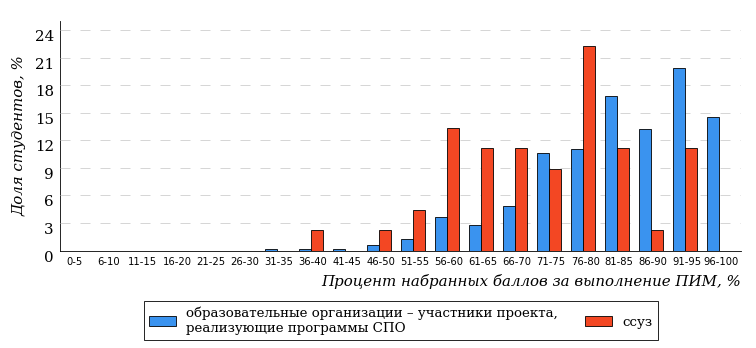 Доля студентов, %
24
21
18
15
12
9
6
3
0
0-5 6-10 11-15 16-20 21-25 26-30 31-35 36-40 41-45 46-50 51-55 56-60 61-65 66-70 71-75 76-80 81-85 86-90 91-95 96-100
Процент набранных баллов за выполнение ПИМ, %
образовательные организации – участники проекта,
реализующие программы СПО
ссуз